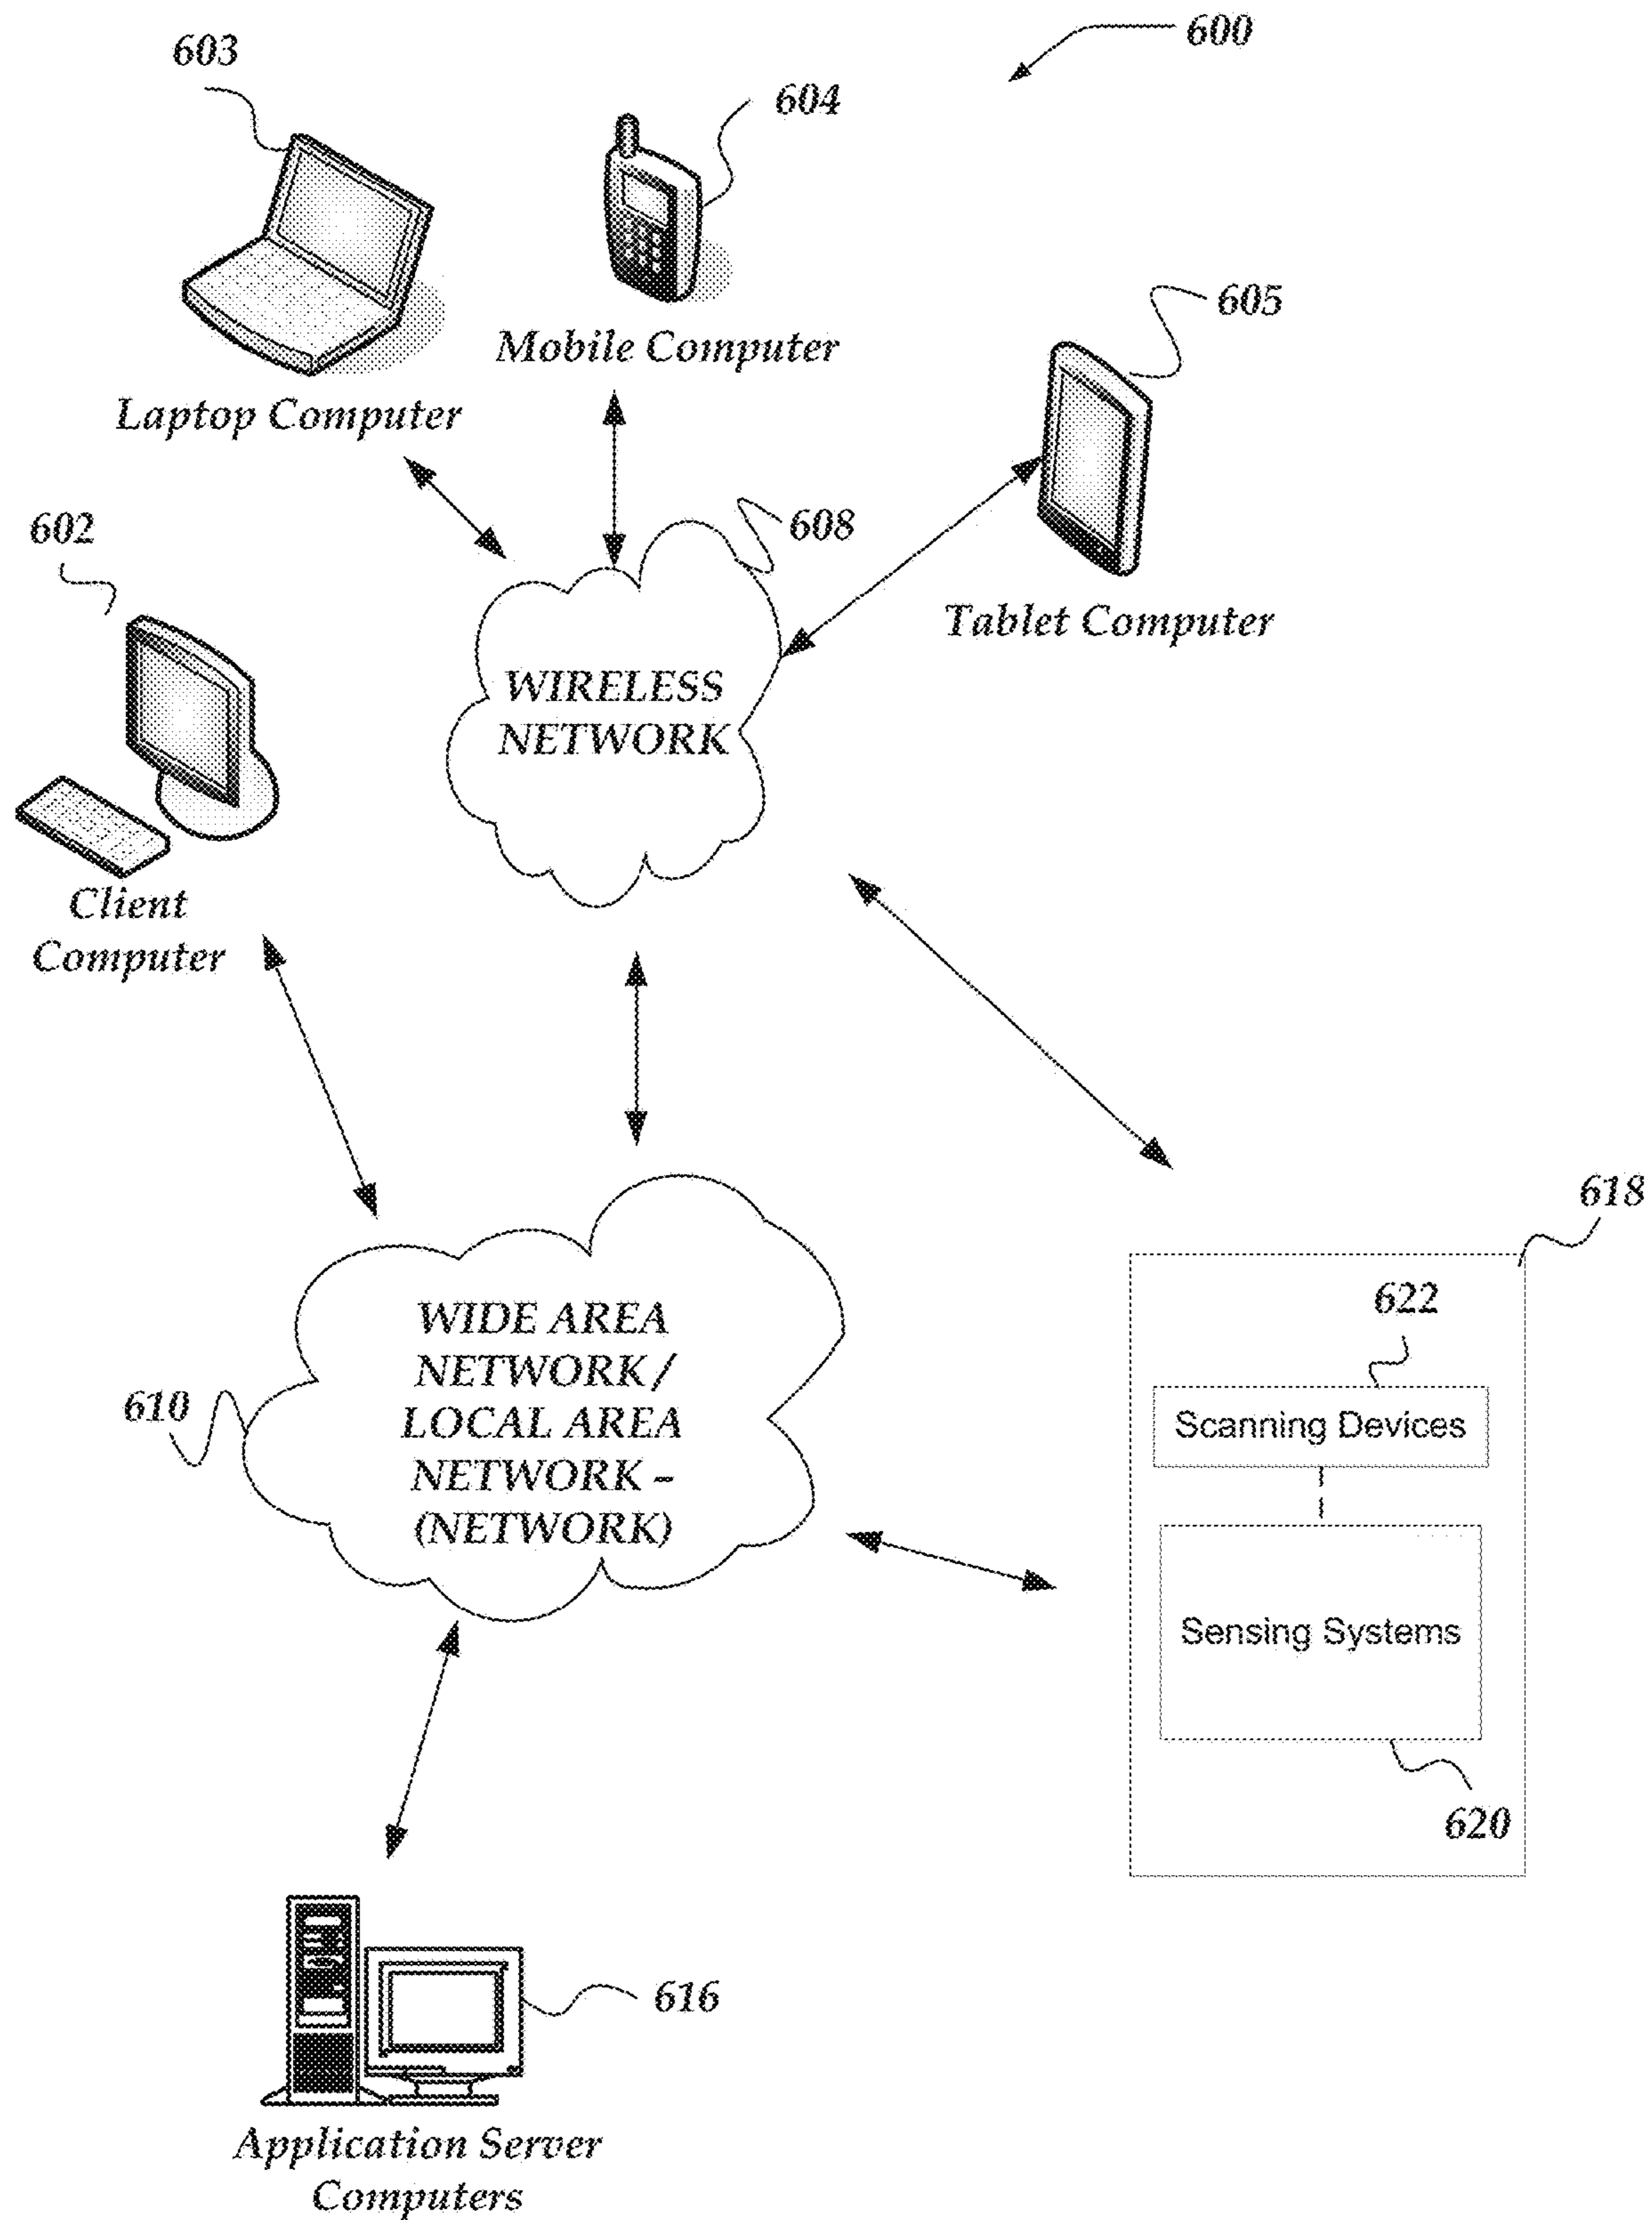 600
603
604
Mobile Computer
605
Laptop Computer
602
608
Tablet Computer
WIRELESS
NETWORK
Client
Computer
618
622
WIDE AREA
NETWORK /
LOCAL AREA
NETWORK –
(NETWORK)
610
Scanning Devices
Sensing Systems
620
616
Application Server
Computers